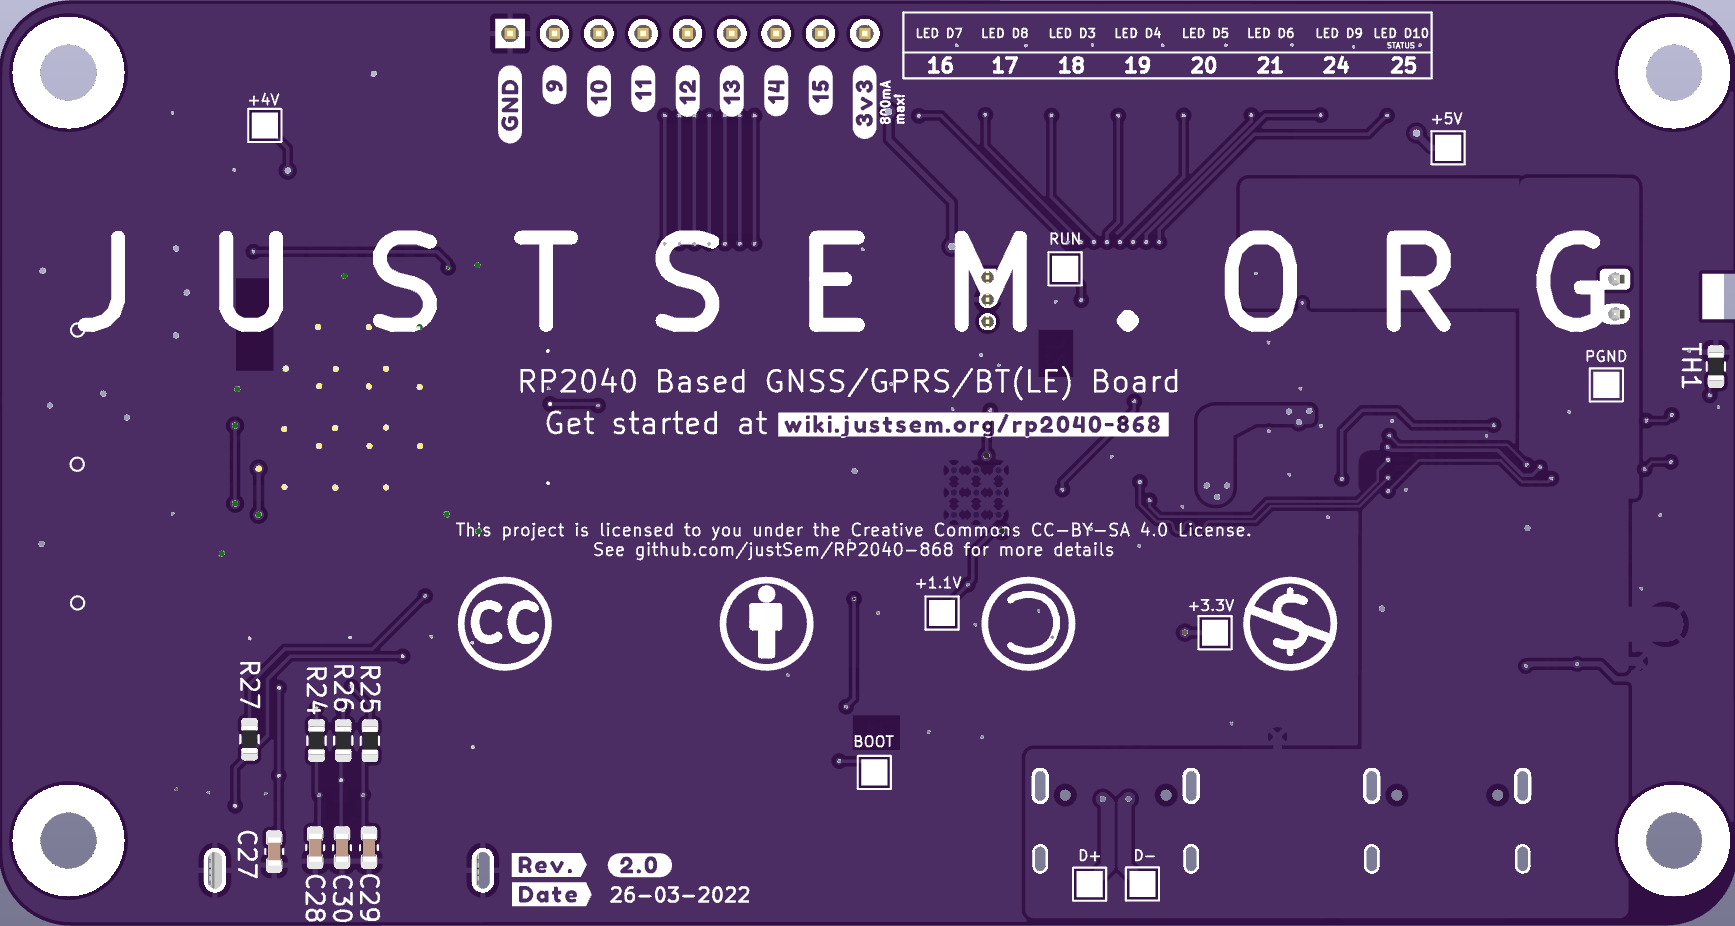 LED D7 LED D8 LED D3 LED D4 LED D5 LED D6 LED D9 LED D10
STATUS
16 17 18 19 20 21 24 25
GND 9 10 11 12 13 14 15 3v3
800mA
max!
+4V
+5V
RUN
JUSTSEM.ORG
PGND
TH1
RP2040 Based GNSS/GPRS/BT(LE) Board
Get started at wiki.justsem.org/rp2040-868
This project is licensed to you under the Creative Commons CC-BY-SA 4.0 License.
See github.com/justSem/RP2040-868 for more details
+1.1V
+3.3V
CC
$
R27 R24 R26 R25
BOOT
C27 C28 C30 C29
D+ D-
Rev. 2.0
Date 26-03-2022